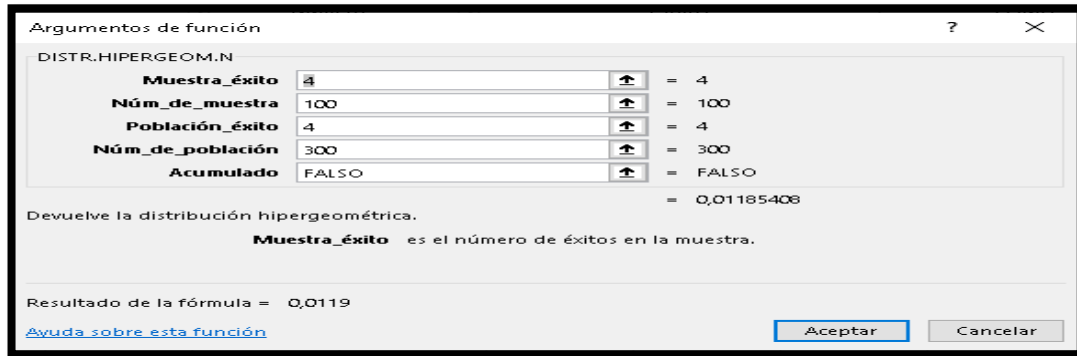 Argumentos de función ? ×
DISTR.HIPERGEOM.N
Muestra_éxito 4 = 4
Núm_de_muestra 100 = 100
Población_éxito 4 = 4
Núm_de_población 300 = 300
Acumulado FALSO = FALSO
= 0,01185408
Devuelve la distribución hipergeométrica.
Muestra_éxito es el número de éxitos en la muestra.
Resultado de la fórmula = 0,0119
Ayuda sobre esta función Aceptar Cancelar